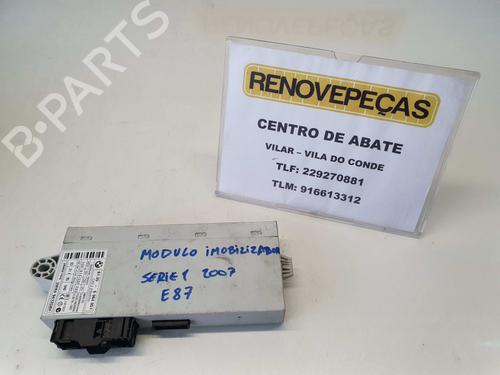 B-PARTS
RENOVEPEÇAS
CENTRO DE ABATE
VILAR – VILA DO CONDE
TLF: 229270881
TLM: 916613312
MODULO IMOBILIZADOR
SERIE 1 2007
E87